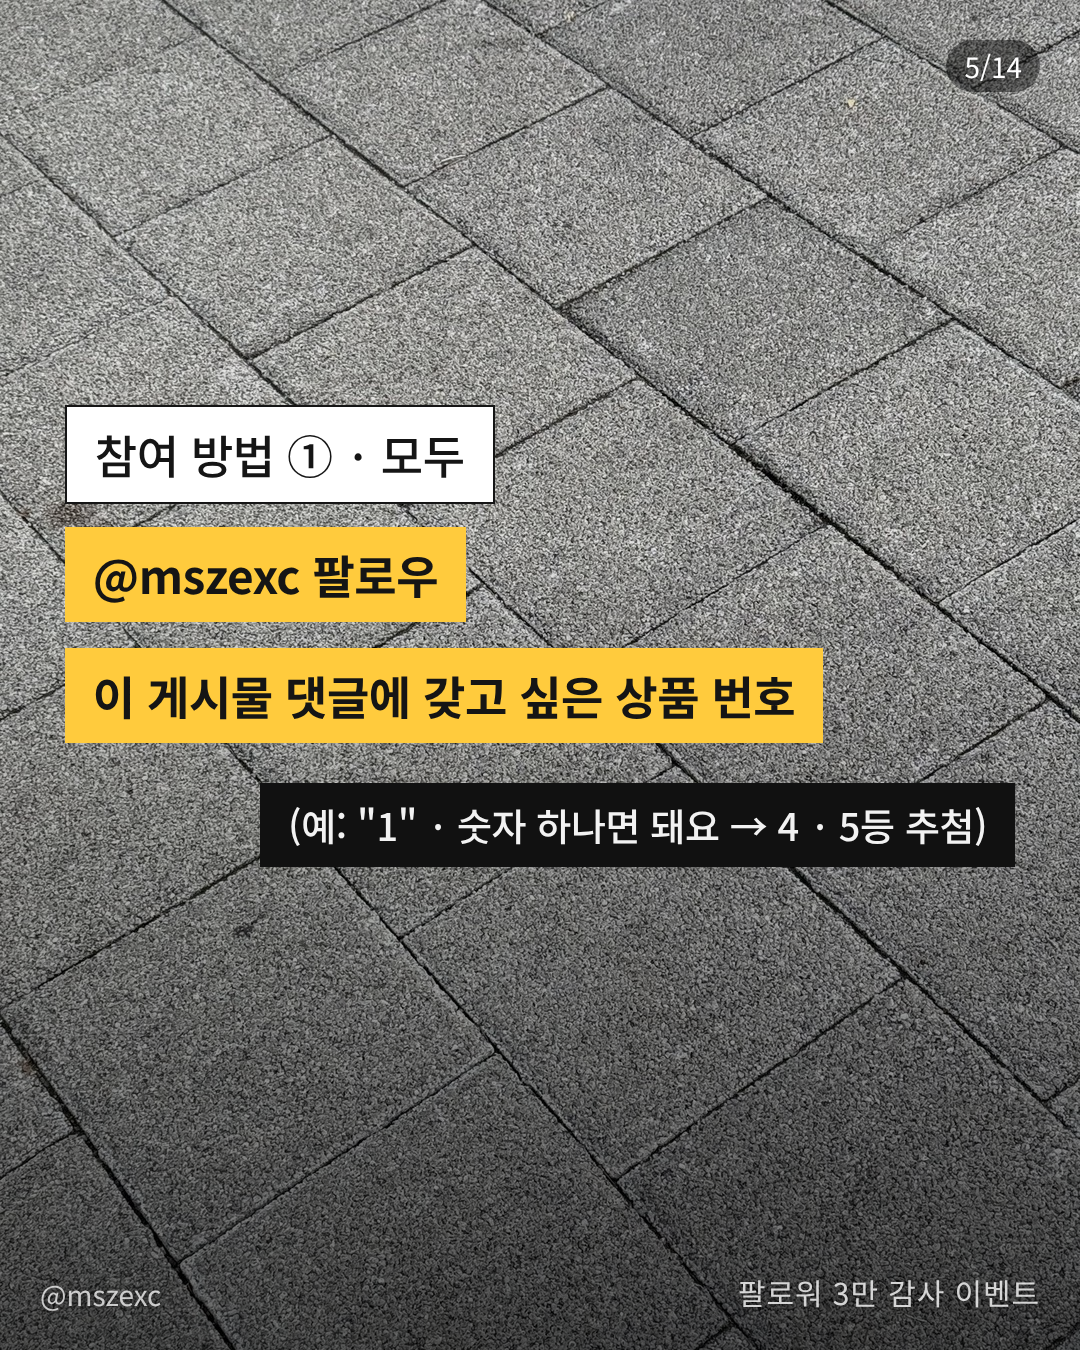 5/14
참여 방법 ① · 모두
@mszexc 팔로우
이 게시물 댓글에 갖고 싶은 상품 번호
(예: "1" · 숫자 하나면 돼요 → 4 · 5등 추첨)
@mszexc
팔로워 3만 감사 이벤트